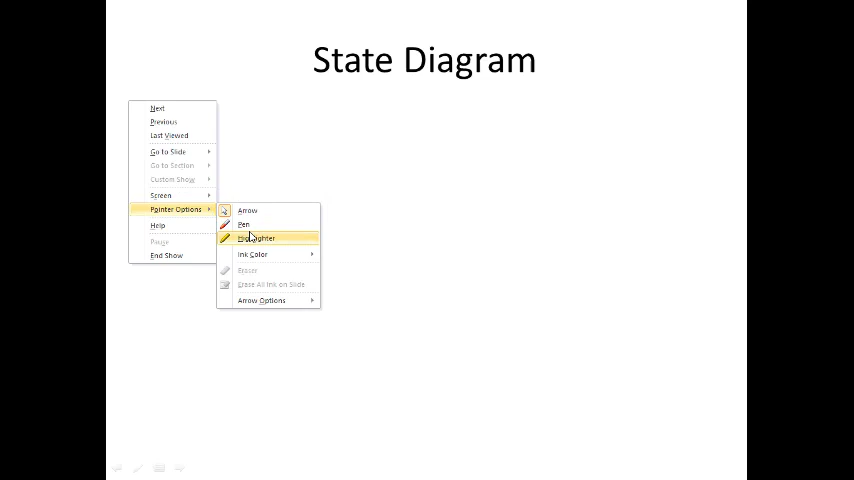 State Diagram
Next
Previous
Last Viewed
Go to Slide
Go to Section
Custom Show
Screen
Pointer Options
Help
Pause
End Show
Arrow
Pen
Highlighter
Ink Color
Eraser
Erase All Ink on Slide
Arrow Options